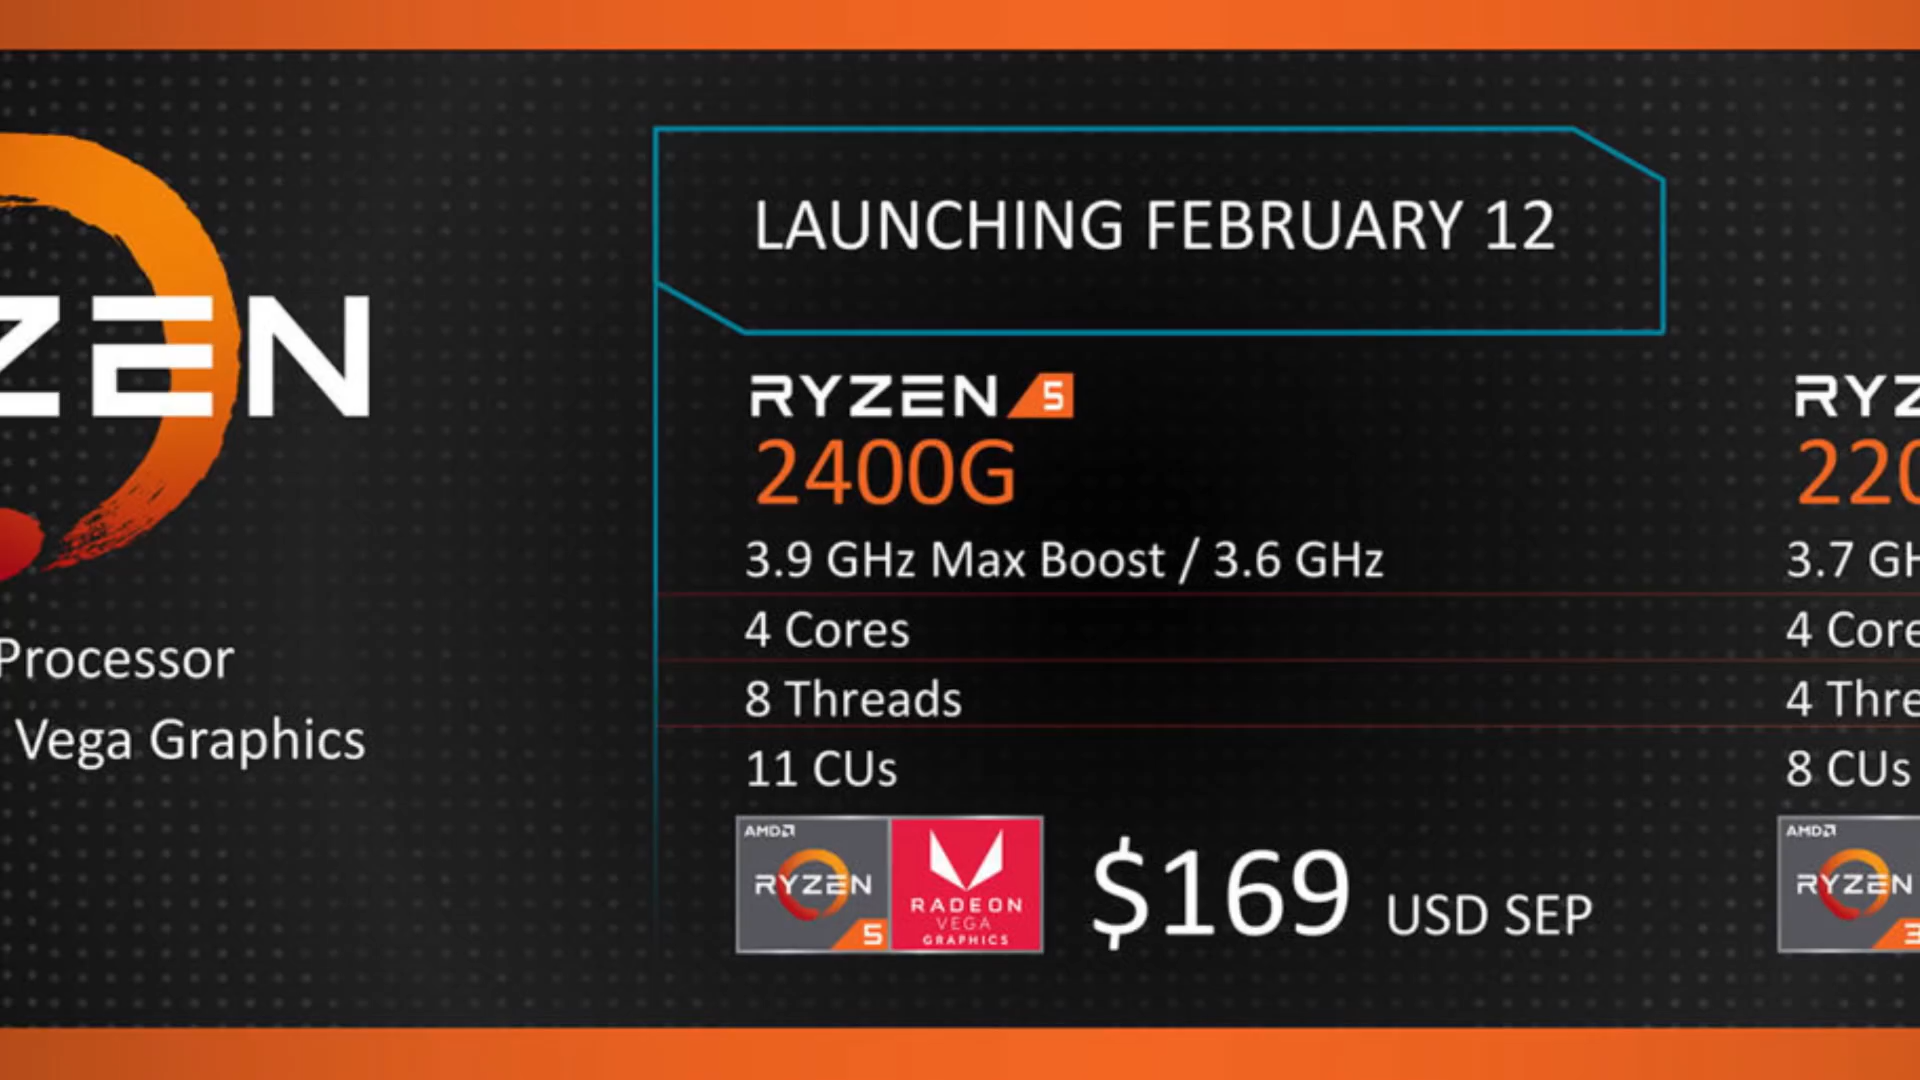 ZEN
Processor
Vega Graphics
LAUNCHING FEBRUARY 12
RYZEN 5
2400G
3.9 GHz Max Boost / 3.6 GHz
4 Cores
8 Threads
11 CUs
AMD
RYZEN
5
RADEON
VEGA
GRAPHICS
$169 USD SEP
RYZ
220
3.7 GH
4 Core
4 Thre
8 CUs
AMD
RYZEN
3